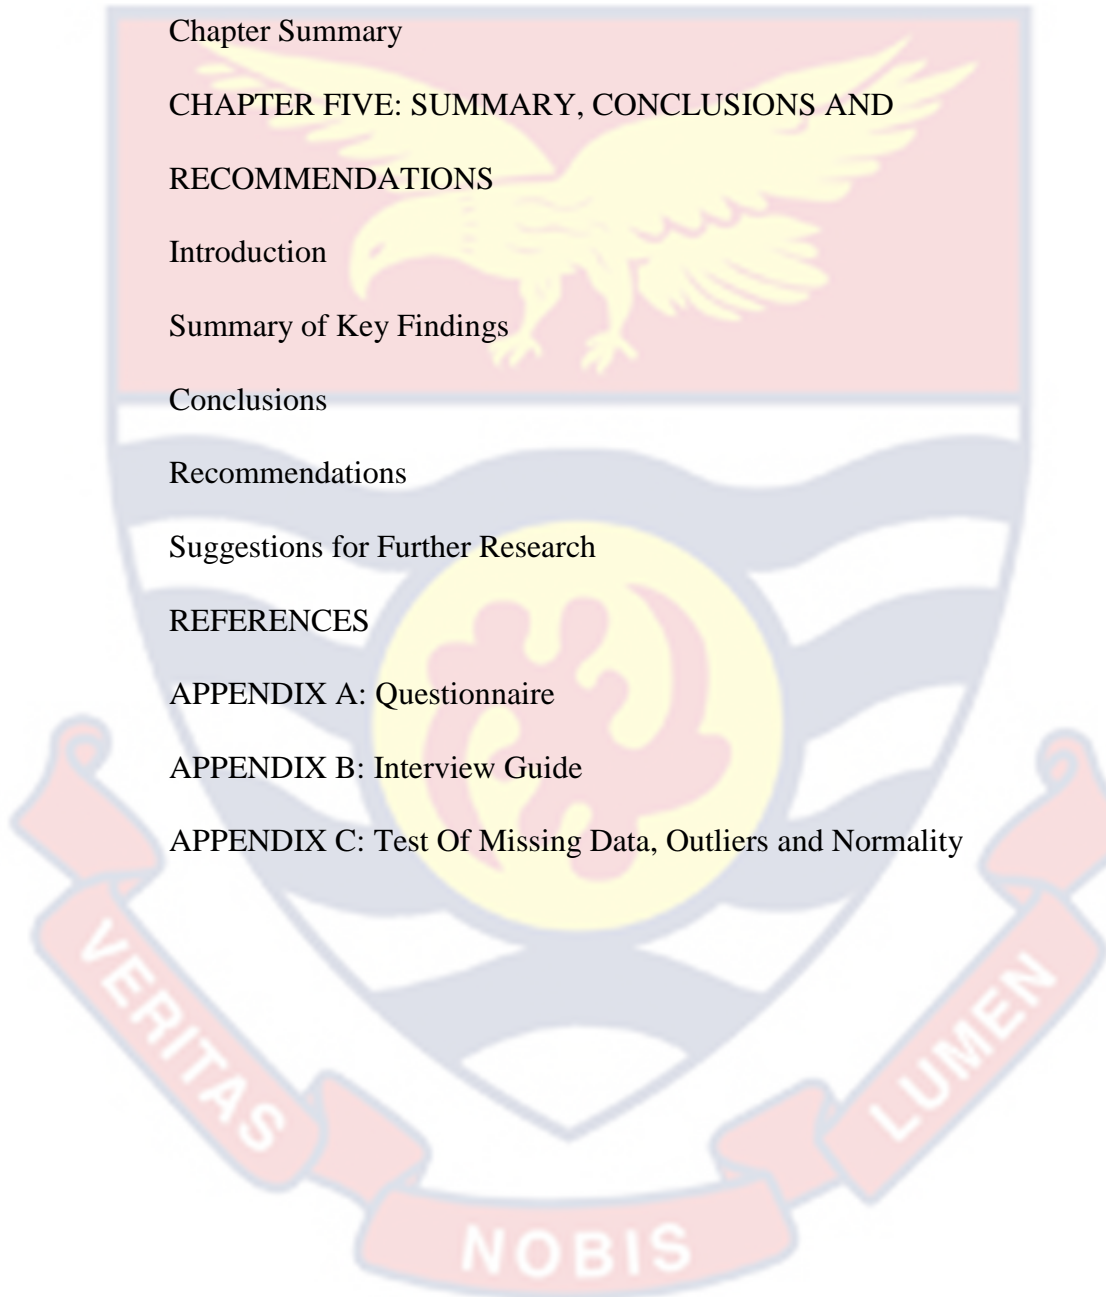 Chapter Summary
CHAPTER FIVE: SUMMARY, CONCLUSIONS AND
RECOMMENDATIONS
Introduction
Summary of Key Findings
Conclusions
Recommendations
Suggestions for Further Research
REFERENCES
APPENDIX A: Questionnaire
APPENDIX B: Interview Guide
APPENDIX C: Test Of Missing Data, Outliers and Normality
VERITAS
NOBIS
LUMEN